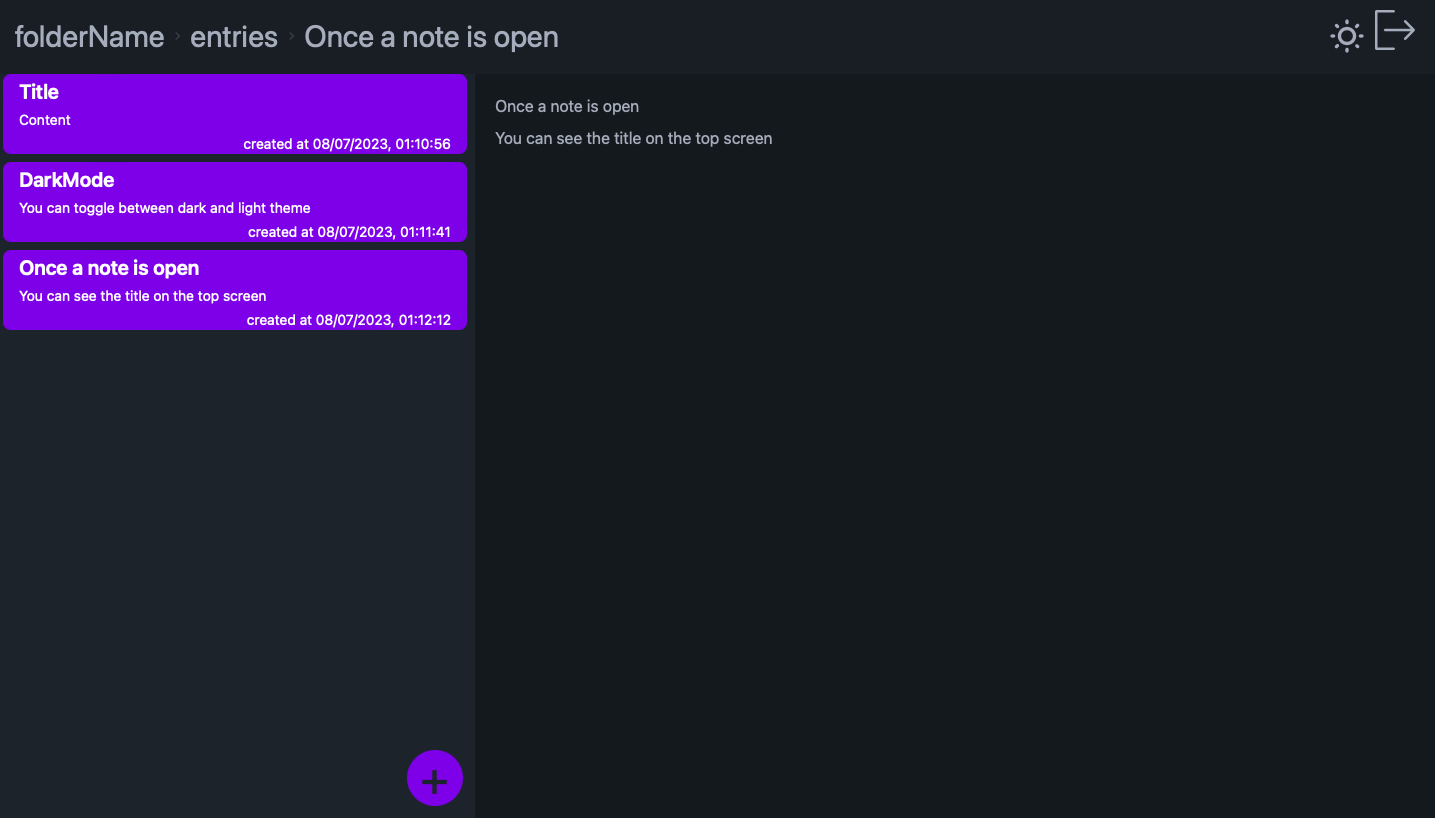 folderName › entries › Once a note is open
Title
Content
created at 08/07/2023, 01:10:56
DarkMode
You can toggle between dark and light theme
created at 08/07/2023, 01:11:41
Once a note is open
You can see the title on the top screen
created at 08/07/2023, 01:12:12
Once a note is open
You can see the title on the top screen